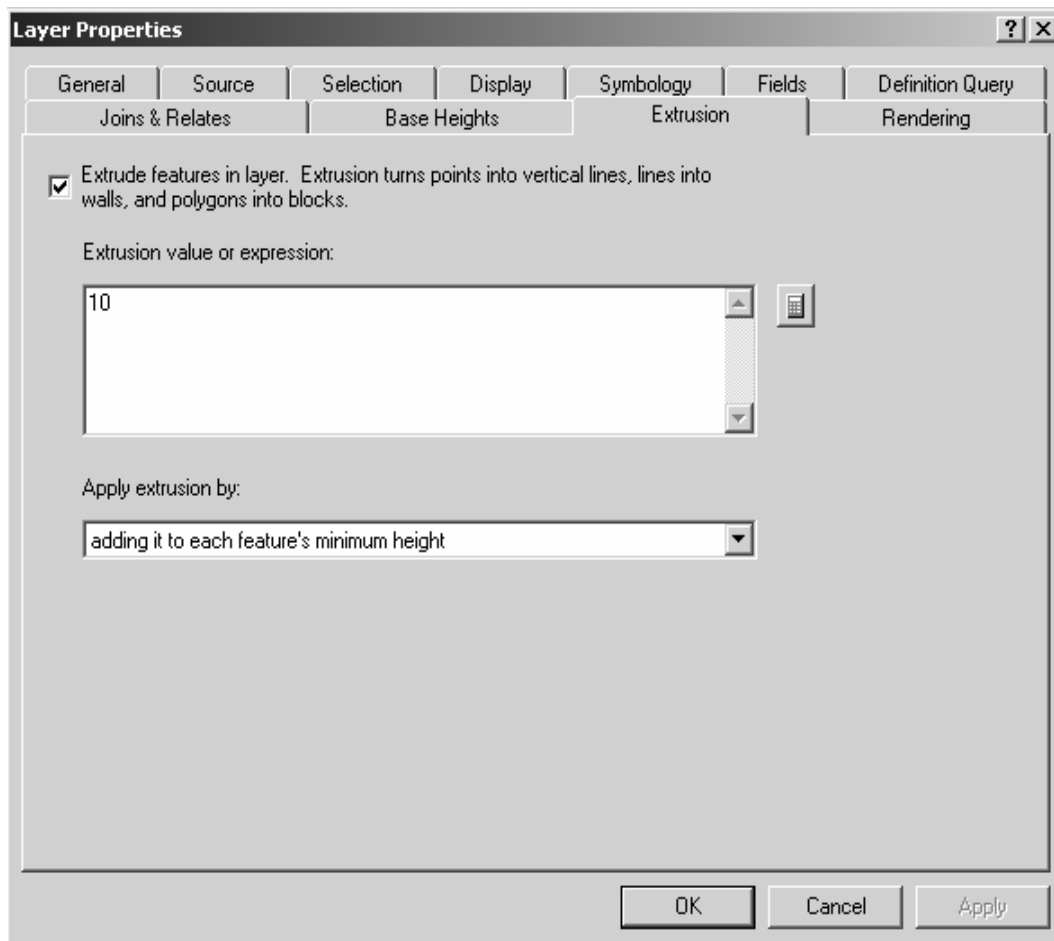 Layer Properties
General Source Selection Display Symbology Fields Definition Query
Joins & Relates Base Heights Extrusion Rendering
Extrude features in layer.  Extrusion turns points into vertical lines, lines into
walls, and polygons into blocks.
Extrusion value or expression:
10
Apply extrusion by:
adding it to each feature's minimum height
OK Cancel Apply